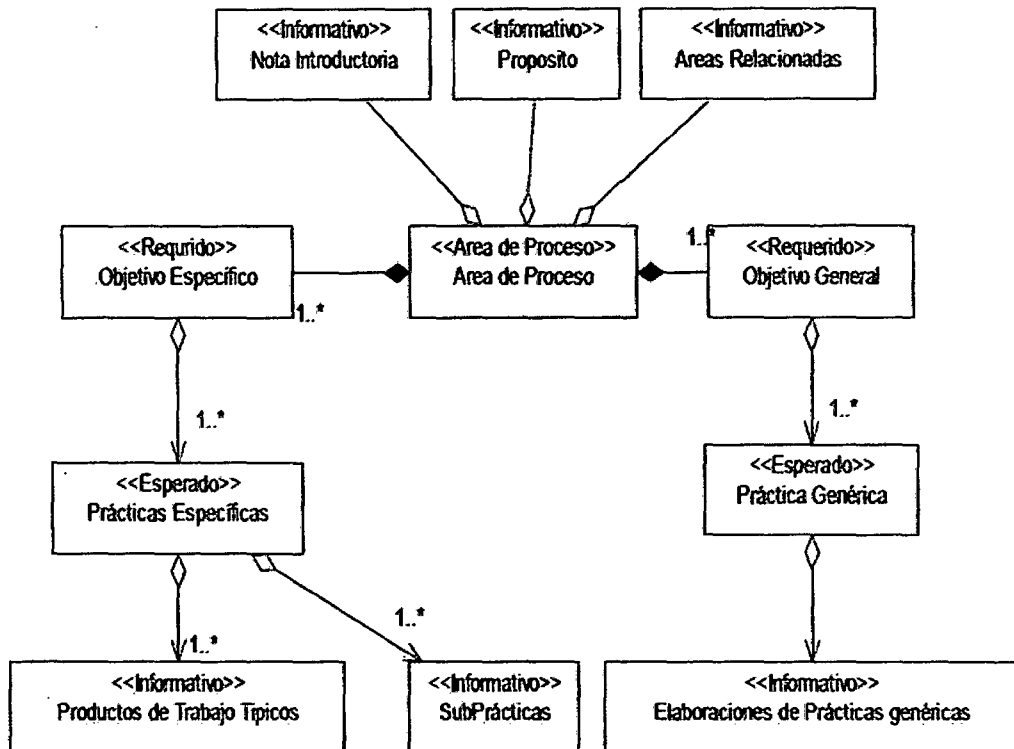 <<Informativo>>
Nota Introductoria
<<Informativo>>
Proposito
<<Informativo>>
Areas Relacionadas
<<Requrido>>
Objetivo Específico
1..*
<<Area de Proceso>>
Area de Proceso
1..*
<<Requerido>>
Objetivo General
1..*
1..*
<<Esperado>>
Prácticas Específicas
<<Esperado>>
Práctica Genérica
1..*
1..*
<<Informativo>>
Productos de Trabajo Tipicos
<<Informativo>>
SubPrácticas
<<Informativo>>
Elaboraciones de Prácticas genéricas